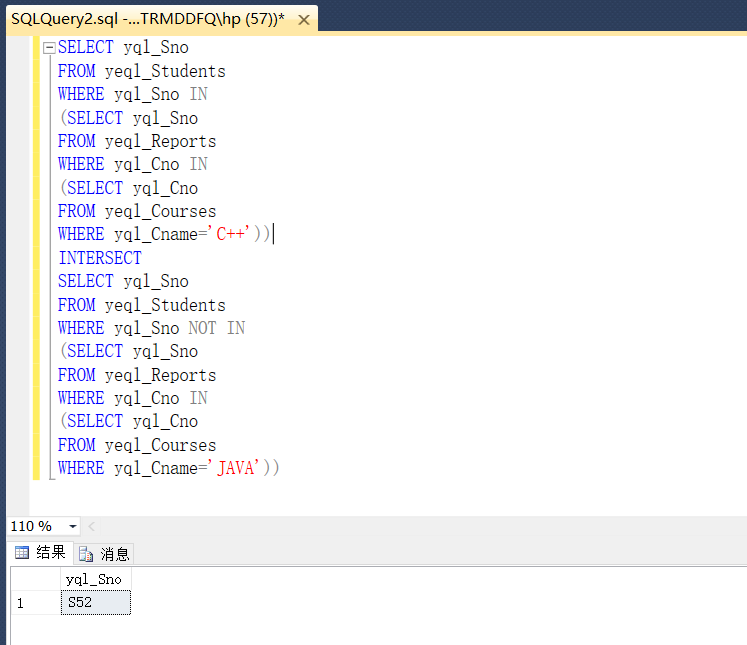 SQLQuery2.sql -...TRMDDFQ\hp (57))*
SELECT yql_Sno
FROM yeql_Students
WHERE yql_Sno IN
(SELECT yql_Sno
FROM yeql_Reports
WHERE yql_Cno IN
(SELECT yql_Cno
FROM yeql_Courses
WHERE yql_Cname='C++'))
INTERSECT
SELECT yql_Sno
FROM yeql_Students
WHERE yql_Sno NOT IN
(SELECT yql_Sno
FROM yeql_Reports
WHERE yql_Cno IN
(SELECT yql_Cno
FROM yeql_Courses
WHERE yql_Cname='JAVA'))
110 %
结果 消息
yql_Sno
1 S52